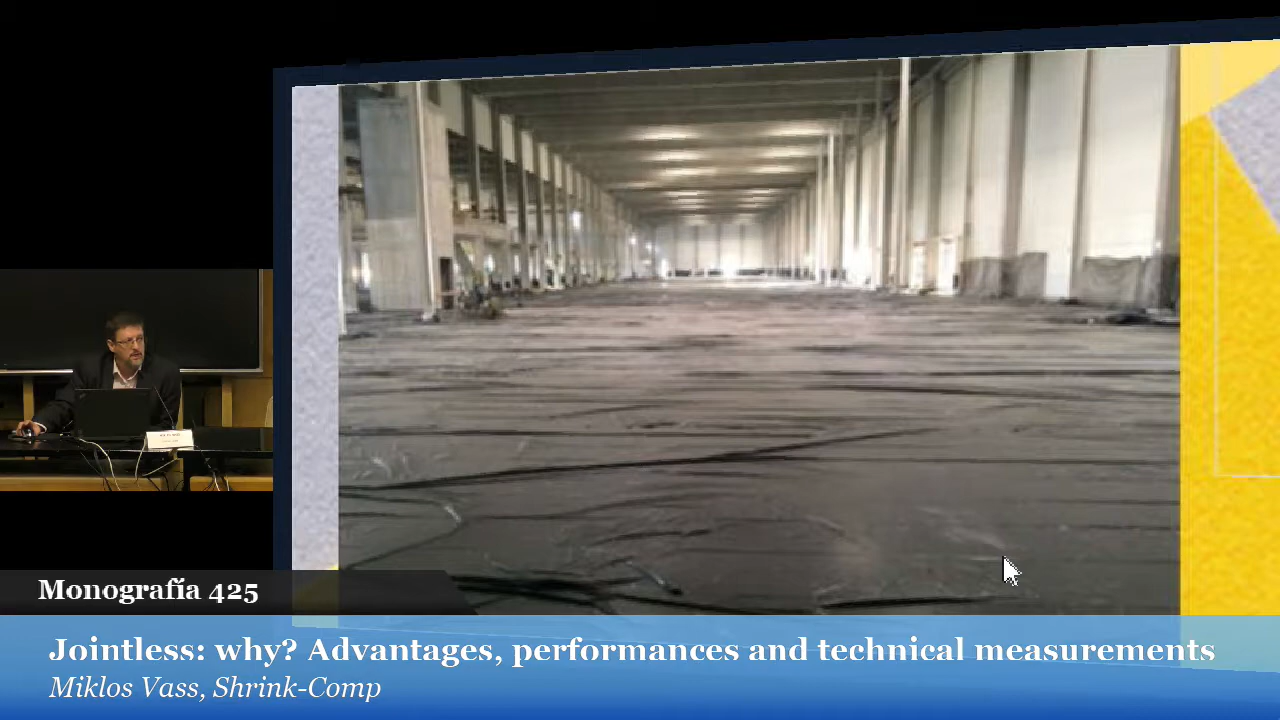 Monografía 425
Jointless: why? Advantages, performances and technical measurements
Miklos Vass, Shrink-Comp